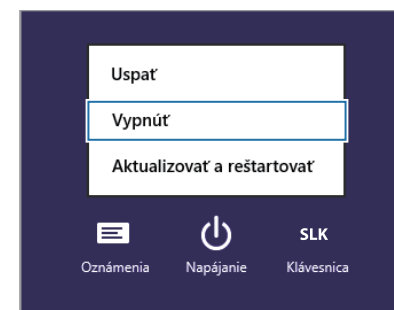 Uspať
Vypnúť
Aktualizovať a reštartovať
SLK
Oznámenia Napájanie Klávesnica